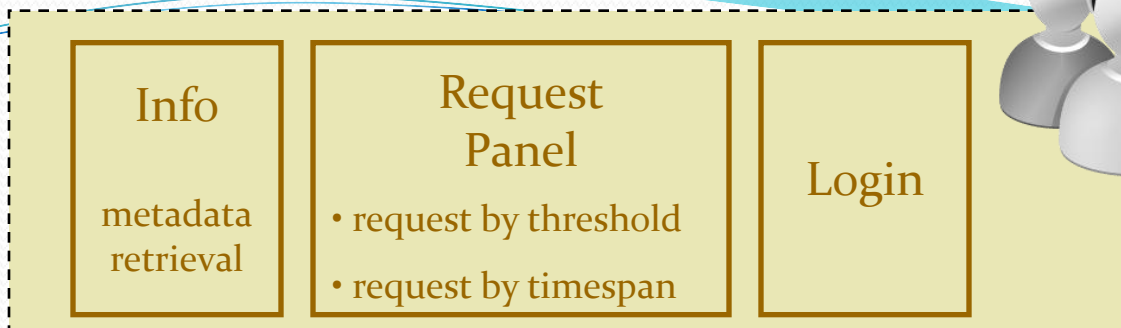 Info
metadata
retrieval
Request
Panel
• request by threshold
• request by timespan
Login